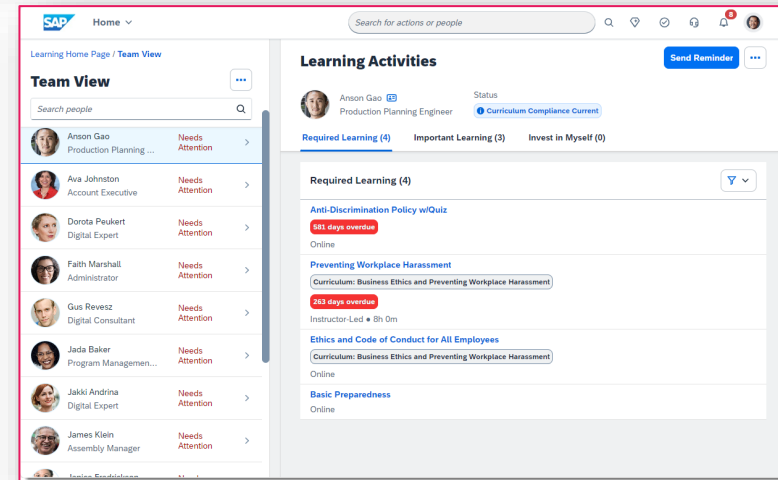 SAP
Home
Search for actions or people
8
Learning Home Page / Team View
Team View
Search people
Anson Gao
Production Planning ...
Needs
Attention
Ava Johnston
Account Executive
Needs
Attention
Dorota Peukert
Digital Expert
Needs
Attention
Faith Marshall
Administrator
Needs
Attention
Gus Revesz
Digital Consultant
Needs
Attention
Jada Baker
Program Managemen...
Needs
Attention
Jakki Andrina
Digital Expert
Needs
Attention
James Klein
Assembly Manager
Needs
Attention
Learning Activities
Send Reminder
Anson Gao
Production Planning Engineer
Status
Curriculum Compliance Current
Required Learning (4)
Important Learning (3)
Invest in Myself (0)
Required Learning (4)
Anti-Discrimination Policy w/Quiz
581 days overdue
Online
Preventing Workplace Harassment
Curriculum: Business Ethics and Preventing Workplace Harassment
263 days overdue
Instructor-Led • 8h 0m
Ethics and Code of Conduct for All Employees
Curriculum: Business Ethics and Preventing Workplace Harassment
Online
Basic Preparedness
Online